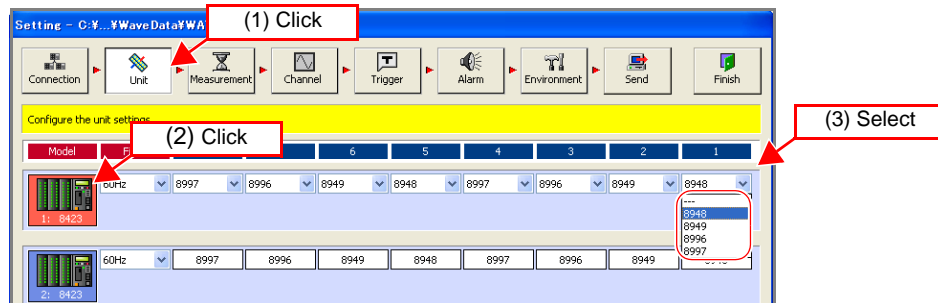 (1) Click
Setting - C:¥...¥WaveData¥WA
Connection
Unit
Measurement
Channel
Trigger
Alarm
Environment
Send
Finish
Configure the unit settings
(2) Click
(3) Select
Model 6 5 4 3 2 1
60Hz 8997 8996 8949 8948 8997 8996 8949 8948
---
8948
8949
8996
8997
1: 8423
60Hz 8997 8996 8949 8948 8997 8996 8949
2: 8423